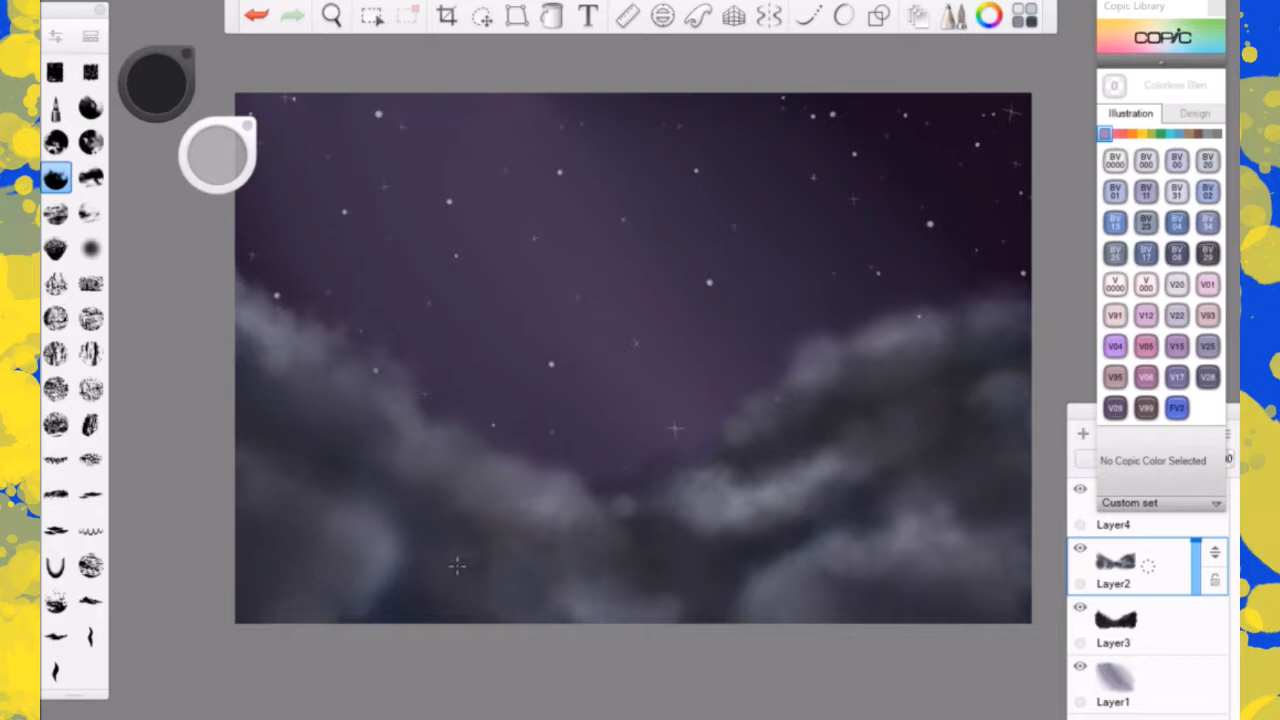 Copic Library
COPIC
0 Colorless Blen
Illustration Design
BV 0000 BV 000 BV 00 BV 20
BV 01 BV 11 BV 31 BV 02
BV 13 BV 23 BV 04 BV 34
BV 25 BV 17 BV 08 BV 29
V 0000 V 000 V20 V01
V91 V12 V22 V93
V04 V05 V15 V25
V95 V06 V17 V28
V09 V99 FV2
No Copic Color Selected
Custom set
Layer4
Layer2
Layer3
Layer1
T